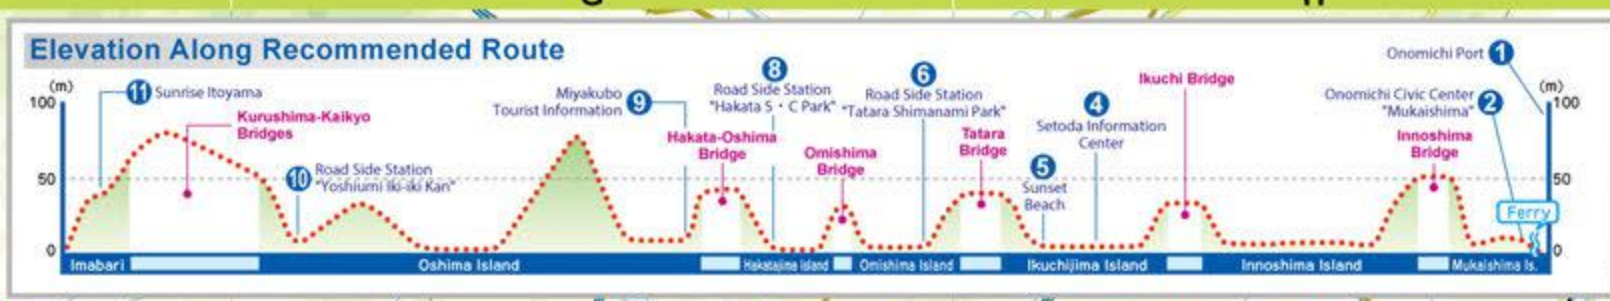 Elevation Along Recommended Route
(m)
100
50
0
11 Sunrise Itoyama
Kurushima-Kaikyo
Bridges
10 Road Side Station
"Yoshiumi Iki-iki Kan"
Miyakubo
Tourist Information 9
Hakata-Oshima
Bridge
8
Road Side Station
"Hakata S・C Park"
Omishima
Bridge
6
Road Side Station
"Tatara Shimanami Park"
Tatara
Bridge
5
Sunset
Beach
4
Setoda Information
Center
Ikuchi Bridge
Onomichi Port 1
Onomichi Civic Center
"Mukaishima" 2
Innoshima
Bridge
Ferry
(m)
100
50
0
Imabari
Oshima Island
Hakatajima Island
Omishima Island
Ikuchijima Island
Innoshima Island
Mukaishima Is.